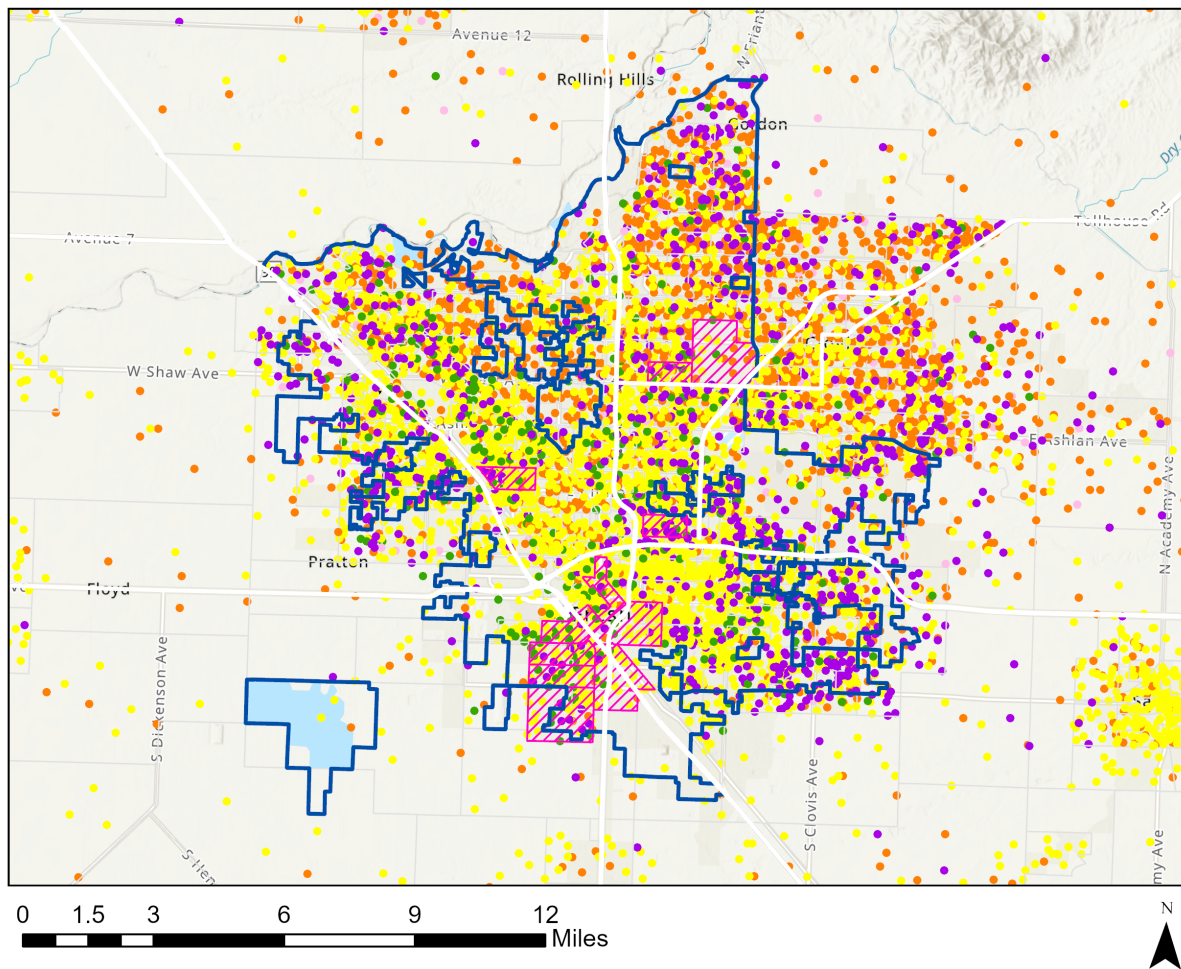 Avenue 12
N Friant
Rolling Hills
Gordon
Dry
Tollhouse Rd
Avenue 7
W Shaw Ave
E Ashlan Ave
N Academy Ave
Pratton
Floyd
S Dickenson Ave
S Clovis Ave
S Hen
my Ave
0 1.5 3 6 9 12
Miles
N